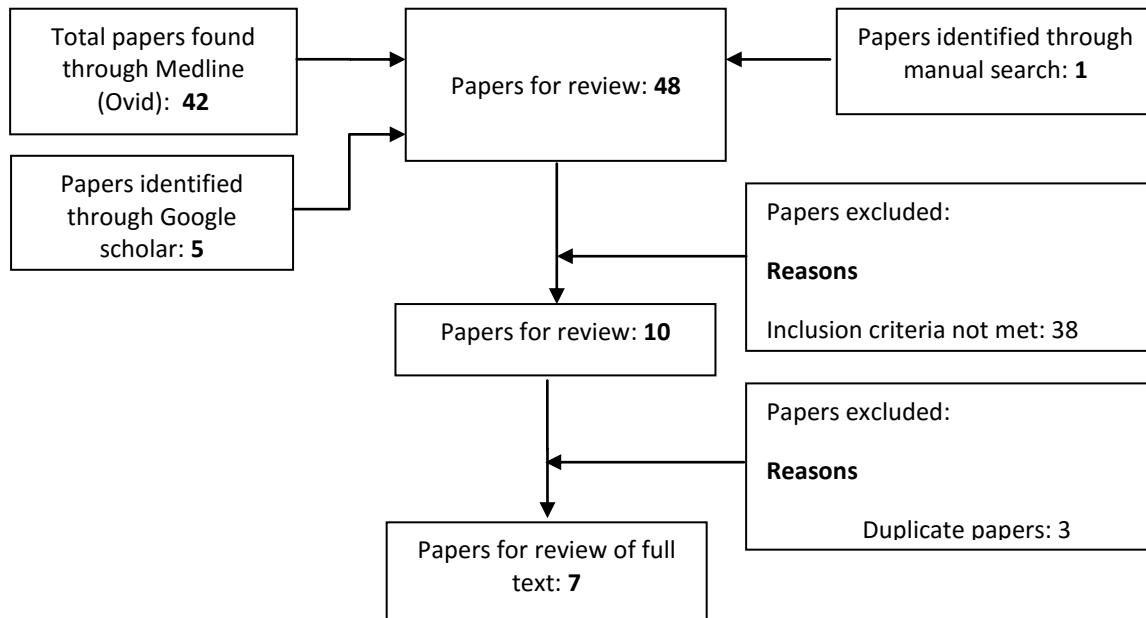 Total papers found
through Medline
(Ovid): 42
Papers for review: 48
Papers identified through
manual search: 1
Papers identified
through Google
scholar: 5
Papers excluded:
Reasons
Inclusion criteria not met: 38
Papers for review: 10
Papers excluded:
Reasons
Duplicate papers: 3
Papers for review of full
text: 7